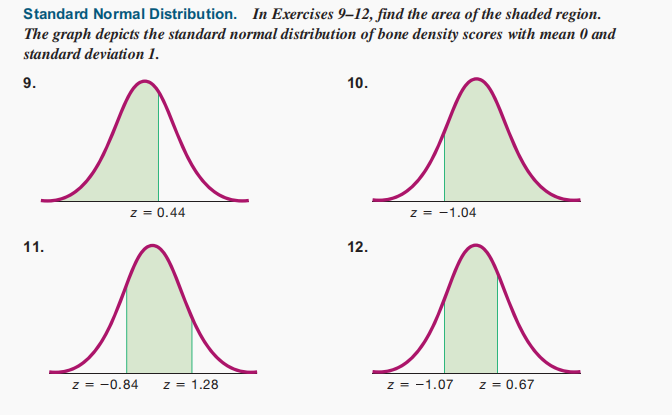 Standard Normal Distribution. In Exercises 9–12, find the area of the shaded region.
The graph depicts the standard normal distribution of bone density scores with mean 0 and
standard deviation 1.
9.
10.
z = 0.44
z = −1.04
11.
12.
z = −0.84 z = 1.28
z = −1.07 z = 0.67